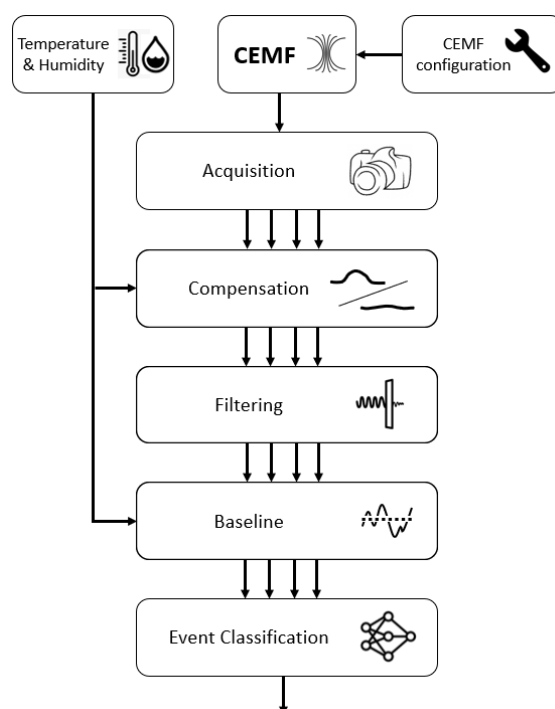 Temperature
& Humidity
CEMF
CEMF
configuration
Acquisition
Compensation
Filtering
Baseline
Event Classification